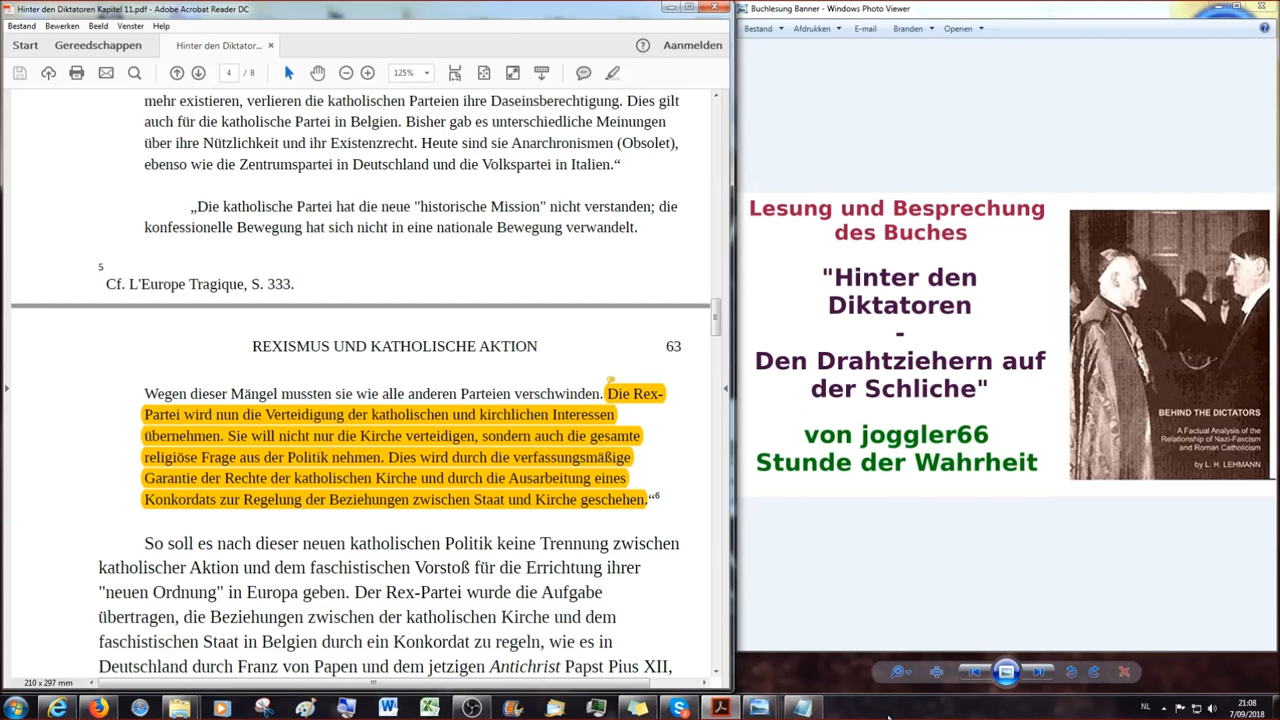 Hinter den Diktatoren Kapitel 11.pdf - Adobe Acrobat Reader DC
Bestand Bewerken Beeld Venster Help
Start Gereedschappen Hinter den Diktator... × Aanmelden
4 / 8 125%
mehr existieren, verlieren die katholischen Parteien ihre Daseinsberechtigung. Dies gilt
auch für die katholische Partei in Belgien. Bisher gab es unterschiedliche Meinungen
über ihre Nützlichkeit und ihr Existenzrecht. Heute sind sie Anarchronismen (Obsolet),
ebenso wie die Zentrumspartei in Deutschland und die Volkspartei in Italien.“
„Die katholische Partei hat die neue "historische Mission" nicht verstanden; die
konfessionelle Bewegung hat sich nicht in eine nationale Bewegung verwandelt.
5
Cf. L'Europe Tragique, S. 333.
REXISMUS UND KATHOLISCHE AKTION 63
Wegen dieser Mängel mussten sie wie alle anderen Parteien verschwinden. Die Rex-
Partei wird nun die Verteidigung der katholischen und kirchlichen Interessen
übernehmen. Sie will nicht nur die Kirche verteidigen, sondern auch die gesamte
religiöse Frage aus der Politik nehmen. Dies wird durch die verfassungsmäßige
Garantie der Rechte der katholischen Kirche und durch die Ausarbeitung eines
Konkordats zur Regelung der Beziehungen zwischen Staat und Kirche geschehen.“6
So soll es nach dieser neuen katholischen Politik keine Trennung zwischen
katholischer Aktion und dem faschistischen Vorstoß für die Errichtung ihrer
"neuen Ordnung" in Europa geben. Der Rex-Partei wurde die Aufgabe
übertragen, die Beziehungen zwischen der katholischen Kirche und dem
faschistischen Staat in Belgien durch ein Konkordat zu regeln, wie es in
Deutschland durch Franz von Papen und dem jetzigen Antichrist Papst Pius XII,
210 x 297 mm
Buchlesung Banner - Windows Photo Viewer
Bestand Afdrukken E-mail Branden Openen
Lesung und Besprechung
des Buches
"Hinter den
Diktatoren
-
Den Drahtziehern auf
der Schliche"
von joggler66
Stunde der Wahrheit
BEHIND THE DICTATORS
A Factual Analysis of the
Relationship of Nazi-Fascism
and Roman Catholicism
by L. H. LEHMANN
NL 21:08
7/09/2018